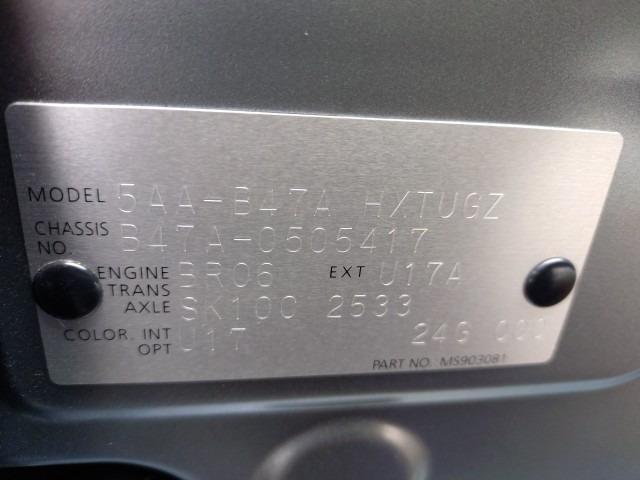 MODEL 5AA-B47A HXTUGZ
CHASSIS NO. B47A-0505417
ENGINE BR06 EXT U17A
TRANS AXLE SK10C 2533
COLOR. INT OPT U17 24G 000
PART NO. MS903081